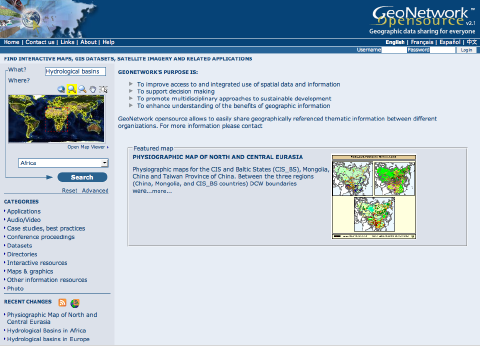 GeoNetwork
opensource v2.1
Geographic data sharing for everyone
Home | Contact us | Links | About | Help
English | Français | Español | 中文
Username Password Login
FIND INTERACTIVE MAPS, GIS DATASETS, SATELLITE IMAGERY AND RELATED APPLICATIONS
What?
Hydrological basins
Where?
Open Map Viewer
Africa
Search
Reset Advanced
CATEGORIES
Applications
Audio/Video
Case studies, best practices
Conference proceedings
Datasets
Directories
Interactive resources
Maps & graphics
Other information resources
Photo
RECENT CHANGES
Physiographic Map of North and
Central Eurasia
Hydrological Basins in Africa
Hydrological basins in Europe
GEONETWORK'S PURPOSE IS:
To improve access to and integrated use of spatial data and information
To support decision making
To promote multidisciplinary approaches to sustainable development
To enhance understanding of the benefits of geographic information
GeoNetwork opensource allows to easily share geographically referenced thematic information between different
organizations. For more information please contact
Featured map
PHYSIOGRAPHIC MAP OF NORTH AND CENTRAL EURASIA
Physiographic maps for the CIS and Baltic States (CIS_BS), Mongolia,
China and Taiwan Province of China. Between the three regions
(China, Mongolia, and CIS_BS countries) DCW boundaries
were...more...